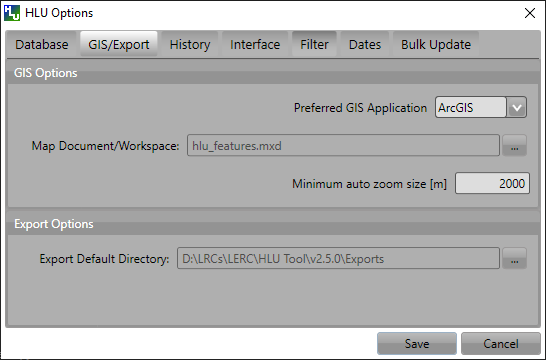 HLU HLU Options
Database GIS/Export History Interface Filter Dates Bulk Update
GIS Options
Preferred GIS Application ArcGIS
Map Document/Workspace: hlu_features.mxd ...
Minimum auto zoom size [m] 2000
Export Options
Export Default Directory: D:\LRCs\LERC\HLU Tool\v2.5.0\Exports ...
Save Cancel